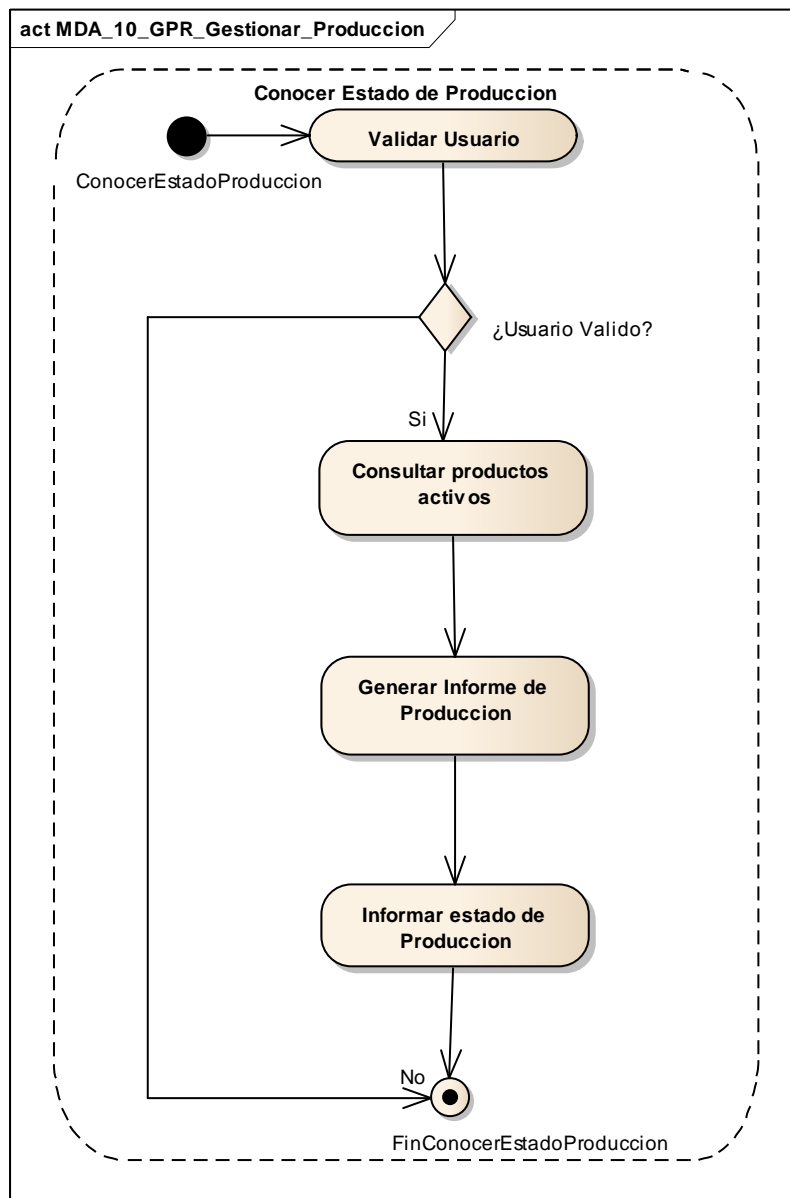 act MDA_10_GPR_Gestionar_Produccion
Conocer Estado de Produccion
Validar Usuario
ConocerEstadoProduccion
¿Usuario Valido?
Si
Consultar productos
activos
Generar Informe de
Produccion
Informar estado de
Produccion
No
FinConocerEstadoProduccion